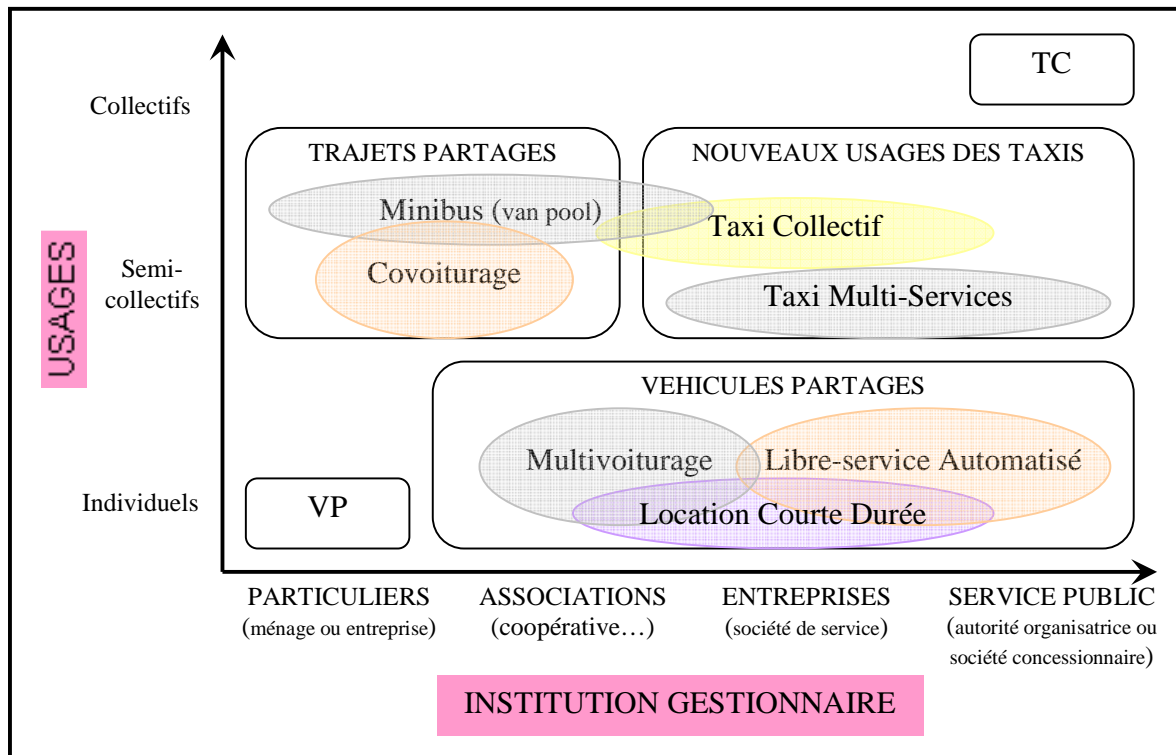 TC
Collectifs
TRAJETS PARTAGES
NOUVEAUX USAGES DES TAXIS
Minibus (van pool)
Taxi Collectif
USAGES
Semi-
collectifs
Covoiturage
Taxi Multi-Services
VEHICULES PARTAGES
Multivoiturage
Libre-service Automatisé
Individuels
VP
Location Courte Durée
PARTICULIERS
(ménage ou entreprise)
ASSOCIATIONS
(coopérative…)
ENTREPRISES
(société de service)
SERVICE PUBLIC
(autorité organisatrice ou
société concessionnaire)
INSTITUTION GESTIONNAIRE